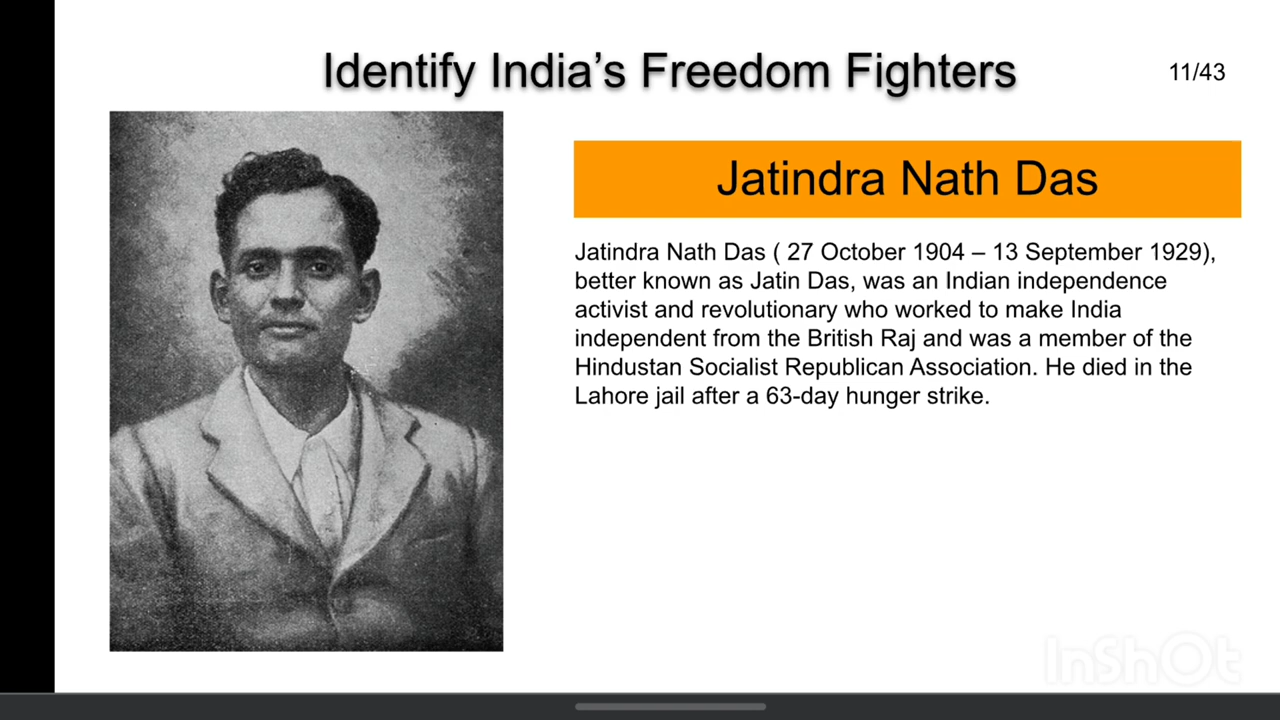 Identify India’s Freedom Fighters
11/43
Jatindra Nath Das
Jatindra Nath Das ( 27 October 1904 – 13 September 1929),
better known as Jatin Das, was an Indian independence
activist and revolutionary who worked to make India
independent from the British Raj and was a member of the
Hindustan Socialist Republican Association. He died in the
Lahore jail after a 63-day hunger strike.
InShOt